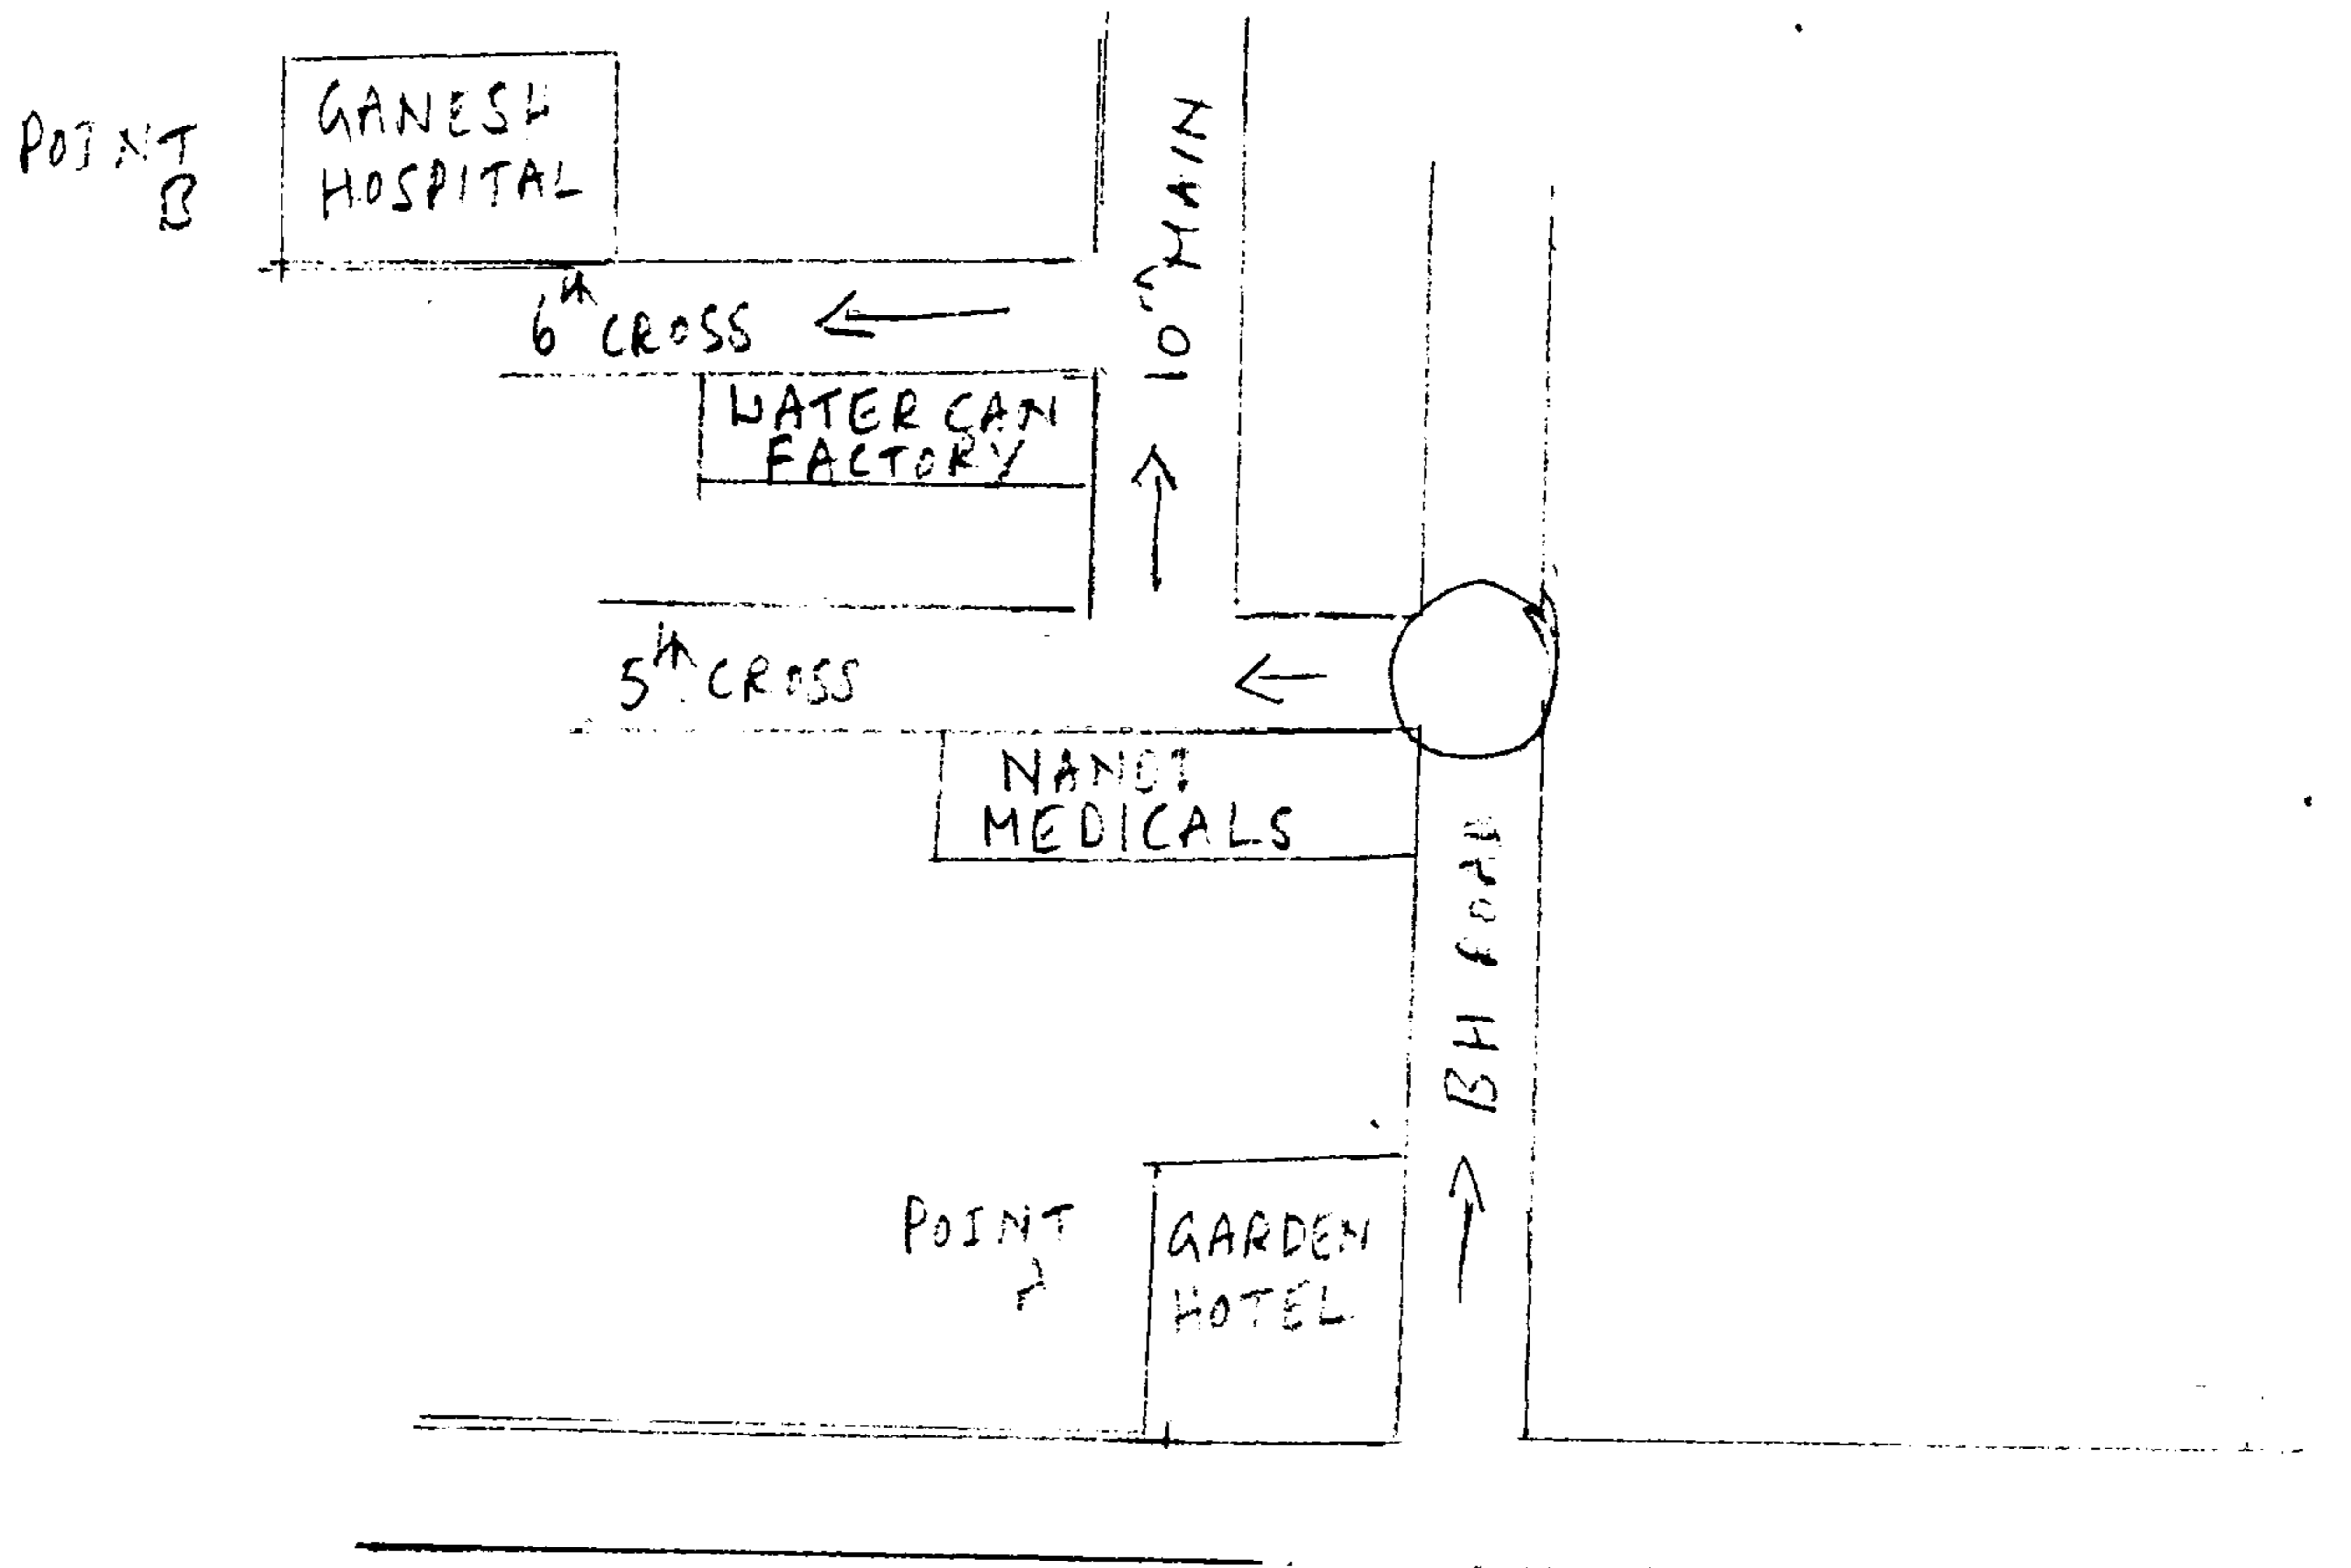 POINT
B
GANESH
HOSPITAL
10TH MAIN
6th CROSS
WATER CAN
FACTORY
5th CROSS
MEDICALS
BH ROAD
POINT
GARDEN
HOTEL